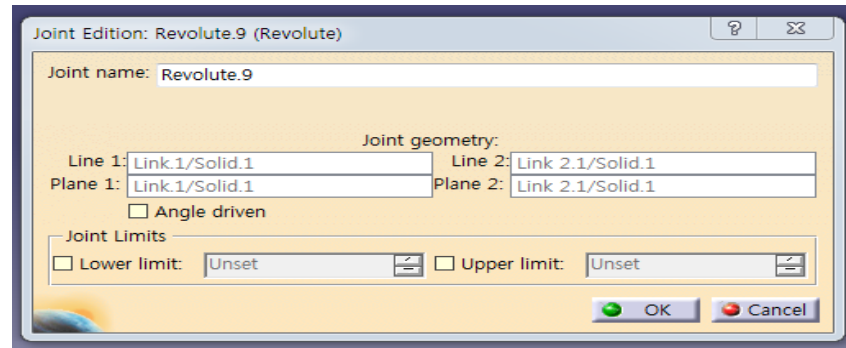 Joint Edition: Revolute.9 (Revolute)
Joint name: Revolute.9
Joint geometry:
Line 1: Link.1/Solid.1 Line 2: Link 2.1/Solid.1
Plane 1: Link.1/Solid.1 Plane 2: Link 2.1/Solid.1
Angle driven
Joint Limits
Lower limit: Unset Upper limit: Unset
OK Cancel